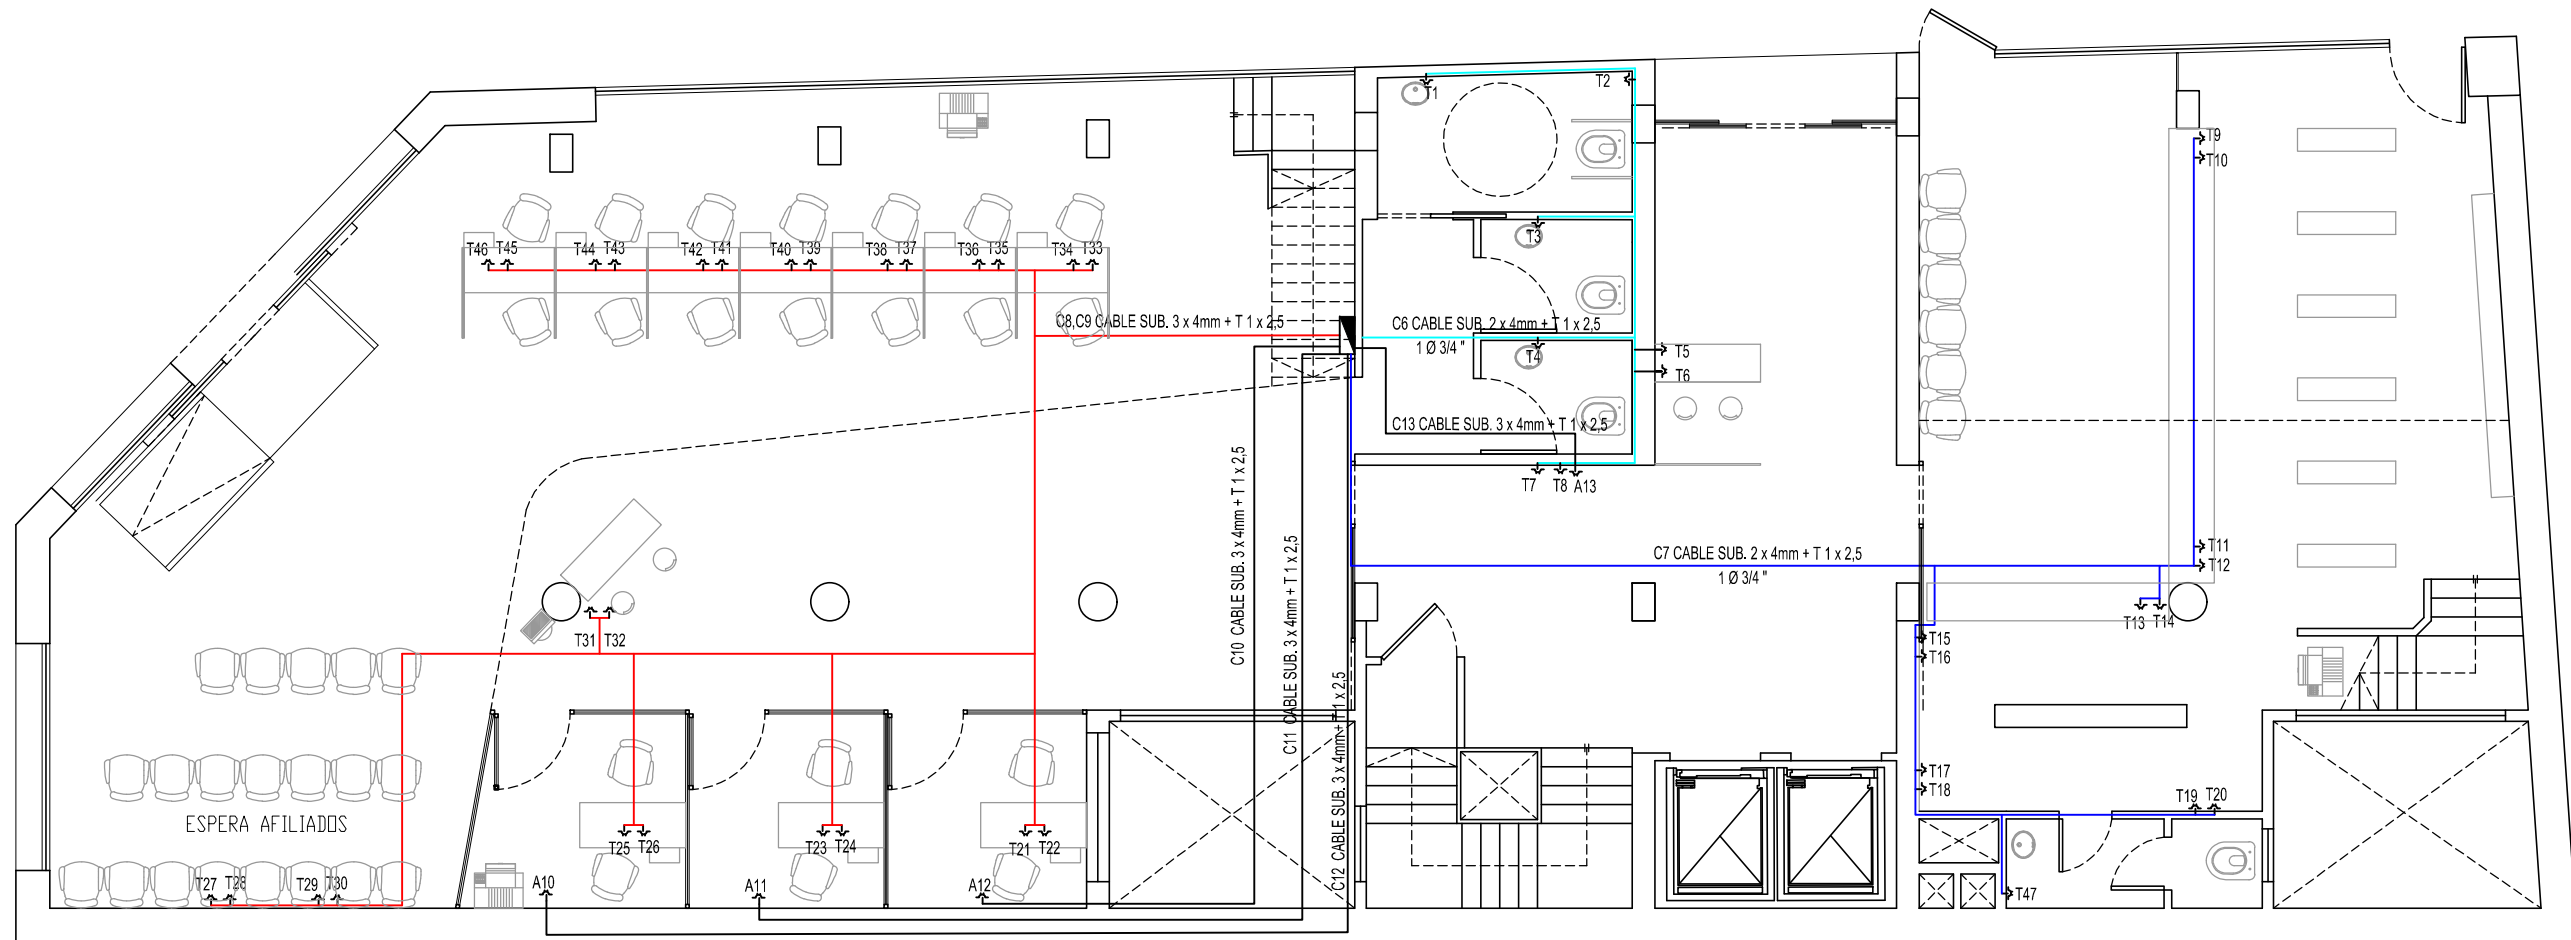 T1
T2
T9
T10
T3
T46
T45
T44
T43
T42
T41
T40
T39
T38
T37
T36
T35
T34
T33
C8,C9 CABLE SUB. 3 x 4mm + T 1 x 2,5
C6 CABLE SUB. 2 x 4mm + T 1 x 2,5
1 Ø 3/4 "
T4
T5
T6
C13 CABLE SUB. 3 x 4mm + T 1 x 2,5
T7
T8
A13
C10 CABLE SUB. 3 x 4mm + T 1 x 2,5
C11 CABLE SUB. 3 x 4mm + T 1 x 2,5
C12 CABLE SUB. 3 x 4mm + T 1 x 2,5
C7 CABLE SUB. 2 x 4mm + T 1 x 2,5
1 Ø 3/4 "
T11
T12
T13
T14
T31
T32
T15
T16
T17
T18
T19
T20
ESPERA AFILIADOS
T25
T26
T23
T24
T21
T22
T27
T28
T29
T30
A10
A11
A12
T47